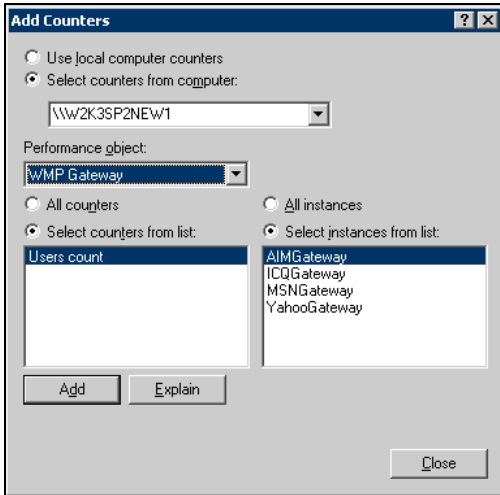 Add Counters
Use local computer counters
Select counters from computer:
\\W2K3SP2NEW1
Performance object:
WMP Gateway
All counters
All instances
Select counters from list:
Select instances from list:
Users count
AIMGateway
ICQGateway
MSNGateway
YahooGateway
Add
Explain
Close